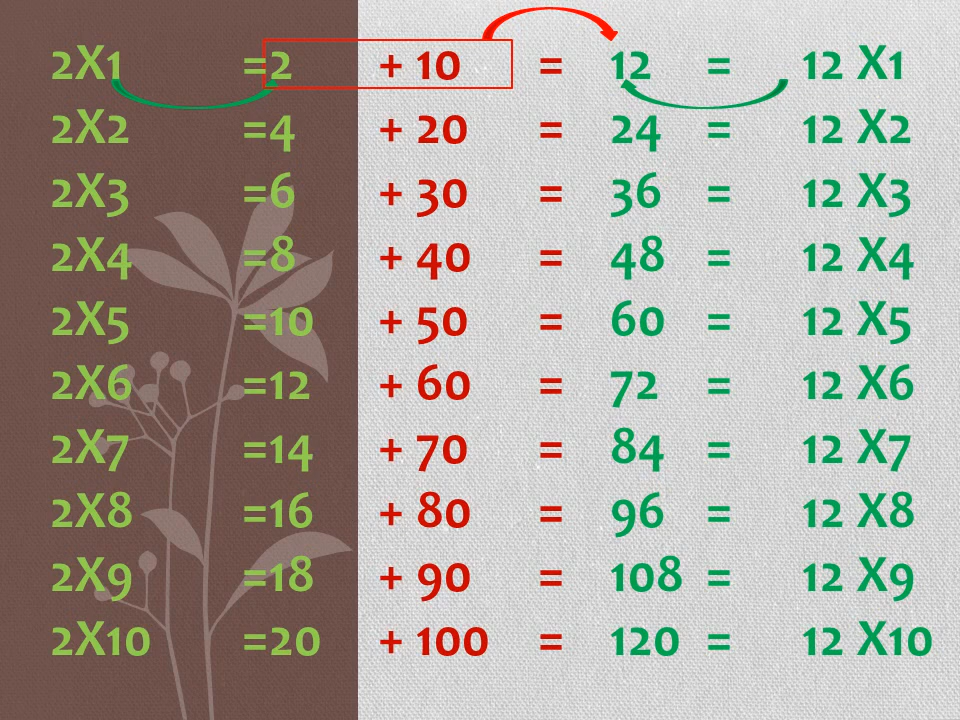 2X1 =2 + 10 = 12 = 12 X1
2X2 =4 + 20 = 24 = 12 X2
2X3 =6 + 30 = 36 = 12 X3
2X4 =8 + 40 = 48 = 12 X4
2X5 =10 + 50 = 60 = 12 X5
2X6 =12 + 60 = 72 = 12 X6
2X7 =14 + 70 = 84 = 12 X7
2X8 =16 + 80 = 96 = 12 X8
2X9 =18 + 90 = 108 = 12 X9
2X10 =20 + 100 = 120 = 12 X10